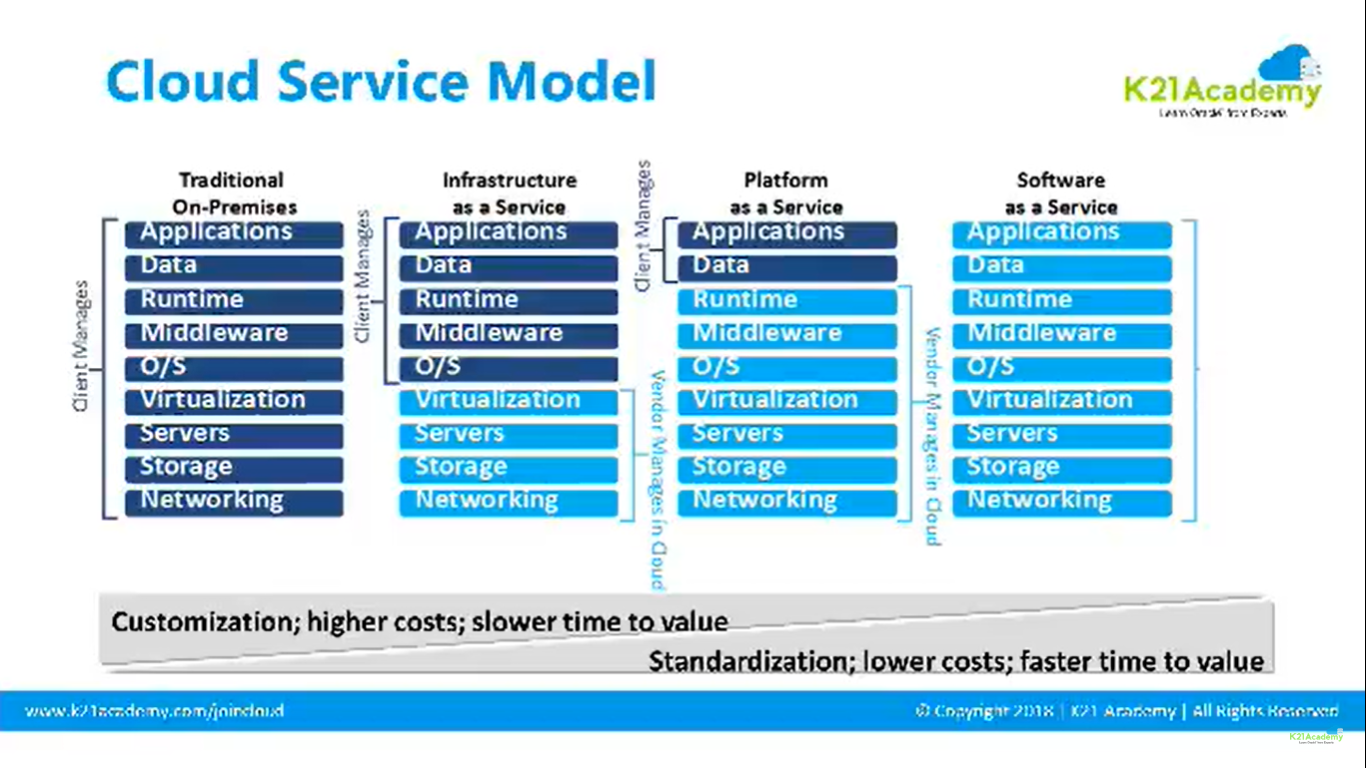 Cloud Service Model
K21Academy
Learn Oracle from Experts
Traditional
On-Premises
Client Manages
Applications
Data
Runtime
Middleware
O/S
Virtualization
Servers
Storage
Networking
Infrastructure
as a Service
Client Manages
Applications
Data
Runtime
Middleware
O/S
Virtualization
Servers
Storage
Networking
Vendor Manages in Cloud
Platform
as a Service
Client Manages
Applications
Data
Runtime
Middleware
O/S
Virtualization
Servers
Storage
Networking
Vendor Manages in Cloud
Software
as a Service
Applications
Data
Runtime
Middleware
O/S
Virtualization
Servers
Storage
Networking
Customization; higher costs; slower time to value
Standardization; lower costs; faster time to value
www.k21academy.com/joincloud
© Copyright 2018 | K21 Academy | All Rights Reserved
K21Academy